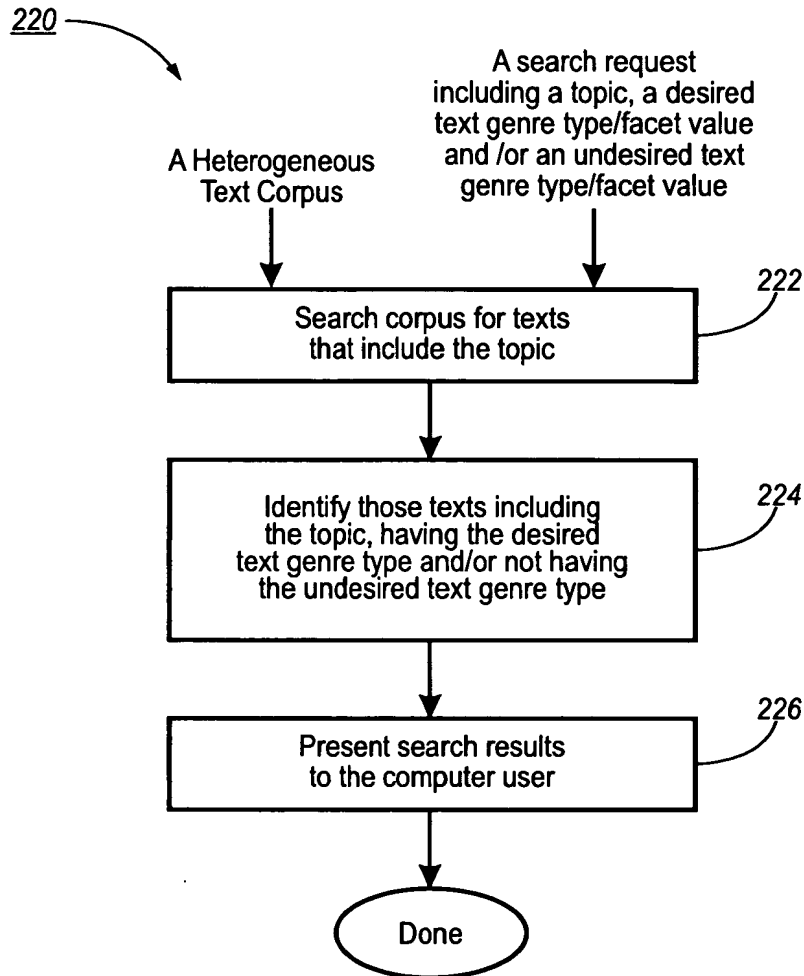 220
A search request
including a topic, a desired
text genre type/facet value
and /or an undesired text
genre type/facet value
A Heterogeneous
Text Corpus
222
Search corpus for texts
that include the topic
224
Identify those texts including
the topic, having the desired
text genre type and/or not having
the undesired text genre type
226
Present search results
to the computer user
Done